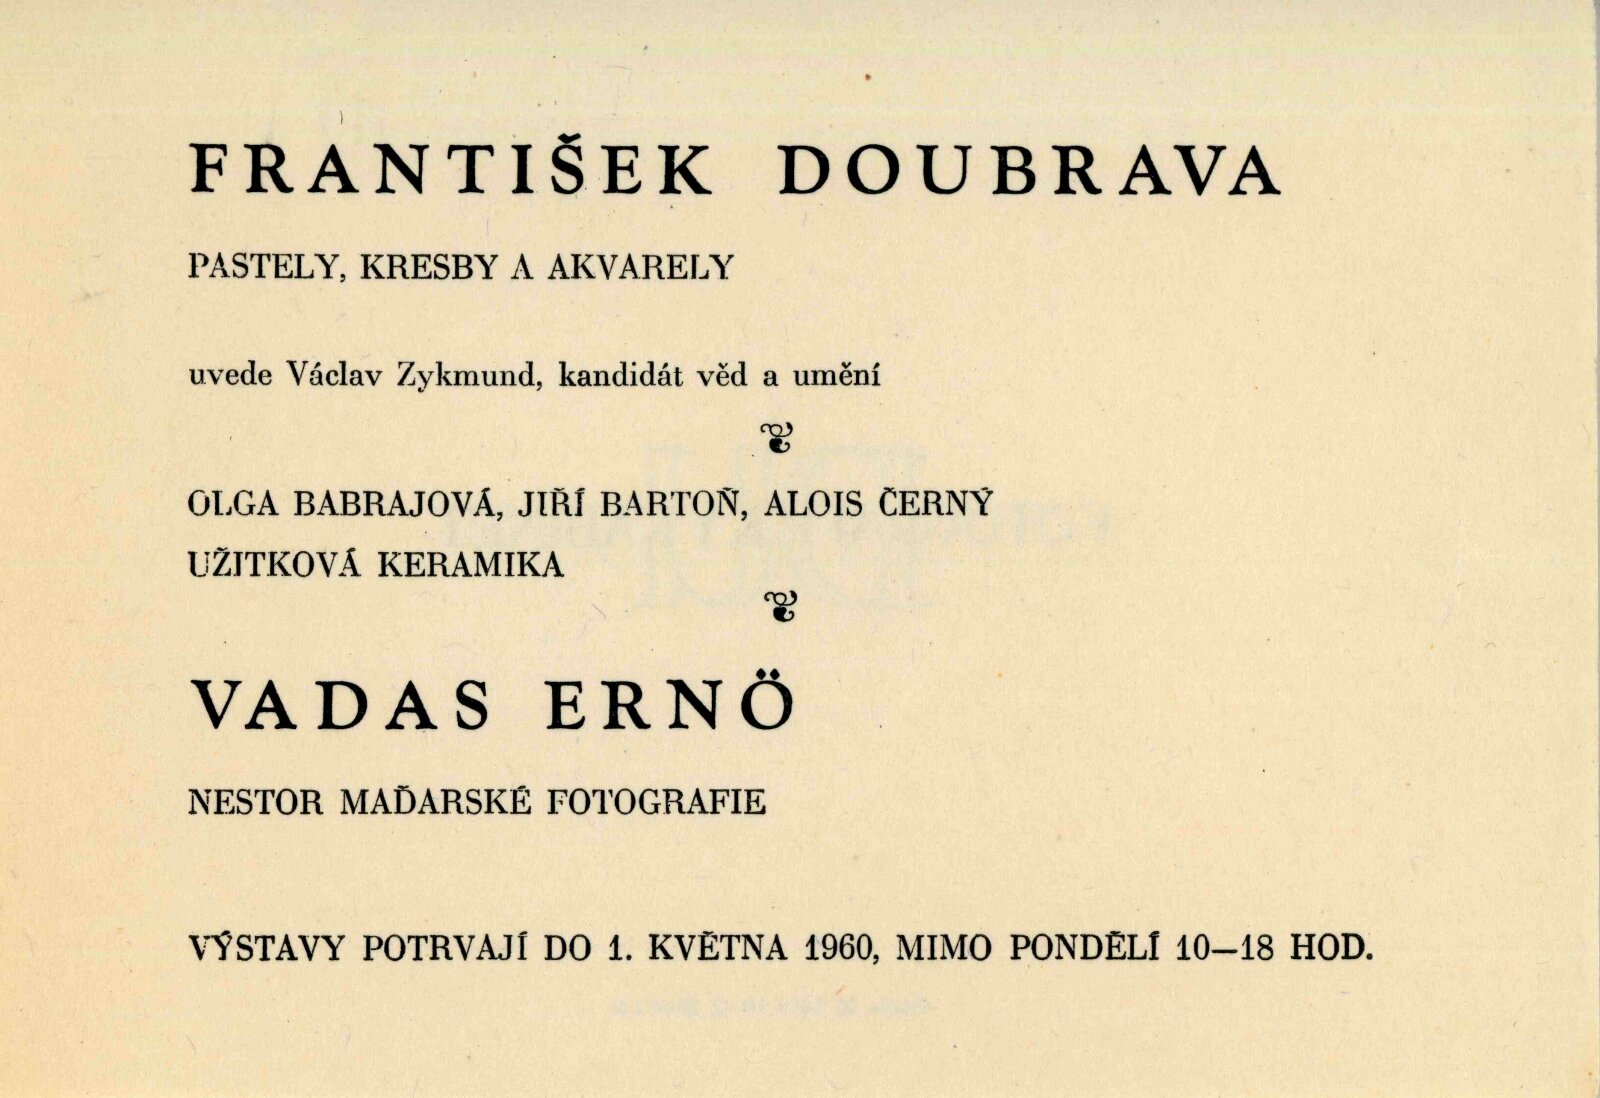 FRANTIŠEK DOUBRAVA
PASTELY, KRESBY A AKVARELY
uvede Václav Zykmund, kandidát věd a umění
OLGA BABRAJOVÁ, JIŘÍ BARTOŇ, ALOIS ČERNÝ
UŽITKOVÁ KERAMIKA
VADAS ERNÖ
NESTOR MAĎARSKÉ FOTOGRAFIE
VÝSTAVY POTRVAJÍ DO 1. KVĚTNA 1960, MIMO PONDĚLÍ 10—18 HOD.